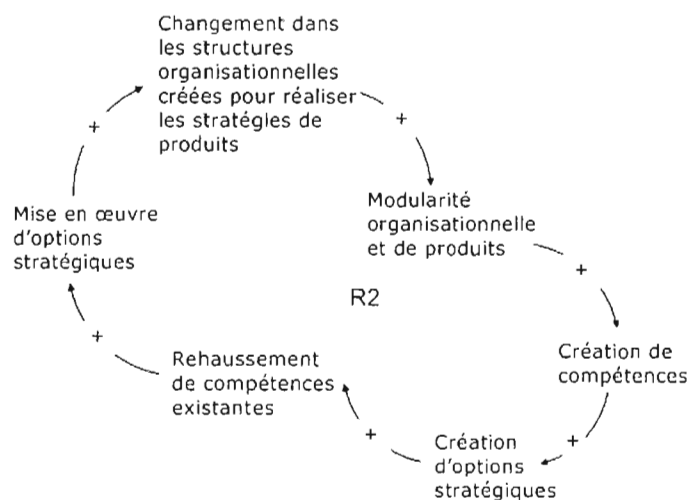 Changement dans
les structures
organisationnelles
créées pour réaliser
les stratégles de
produits
+
+
Modularité
organisationnelle
et de produits
+
Mise en œuvre
d'options
stratégiques
R2
+
Rehaussement
de compétences
existantes
Création de
compétences
+
+
Création
d'options
stratégiques